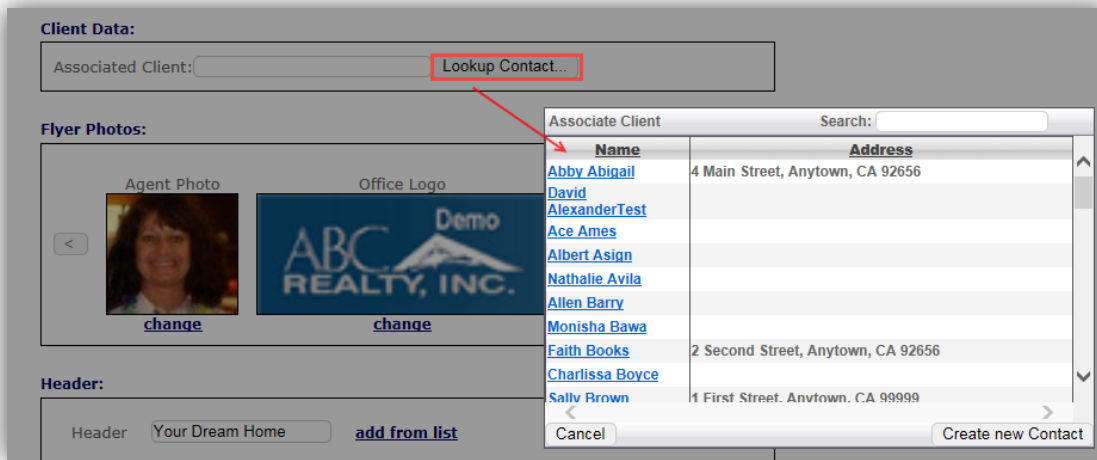 Client Data:
Associated Client:
Lookup Contact...
Flyer Photos:
Agent Photo
Office Logo
<
Demo
ABC
REALTY, INC.
change
change
Header:
Header
Your Dream Home
add from list
Associate Client
Search:
Name Address
Abby Abigail 4 Main Street, Anytown, CA 92656
David
AlexanderTest
Ace Ames
Albert Asign
Nathalie Avila
Allen Barry
Monisha Bawa
Faith Books 2 Second Street, Anytown, CA 92656
Charlissa Boyce
Sally Brown 1 First Street, Anytown, CA 99999
Cancel
Create new Contact